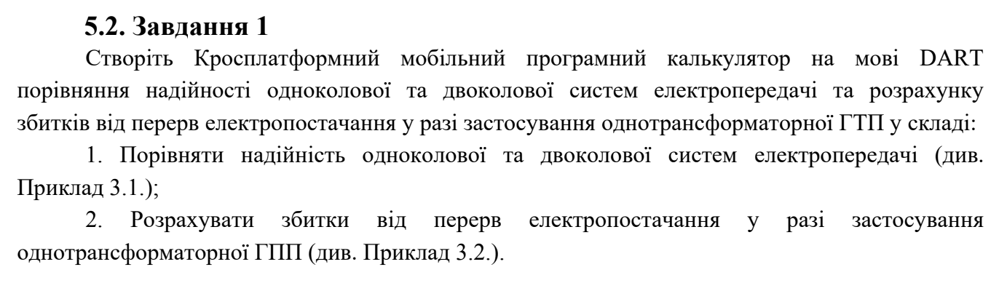 5.2. Завдання 1
Створіть Кросплатформний мобільний програмний калькулятор на мові DART
порівняння надійності одноколової та двоколової систем електропередачі та розрахунку
збитків від перерв електропостачання у разі застосування однотрансформаторної ГТП у складі:
1. Порівняти надійність одноколової та двоколової систем електропередачі (див.
Приклад 3.1.);
2. Розрахувати збитки від перерв електропостачання у разі застосування
однотрансформаторної ГПП (див. Приклад 3.2.).